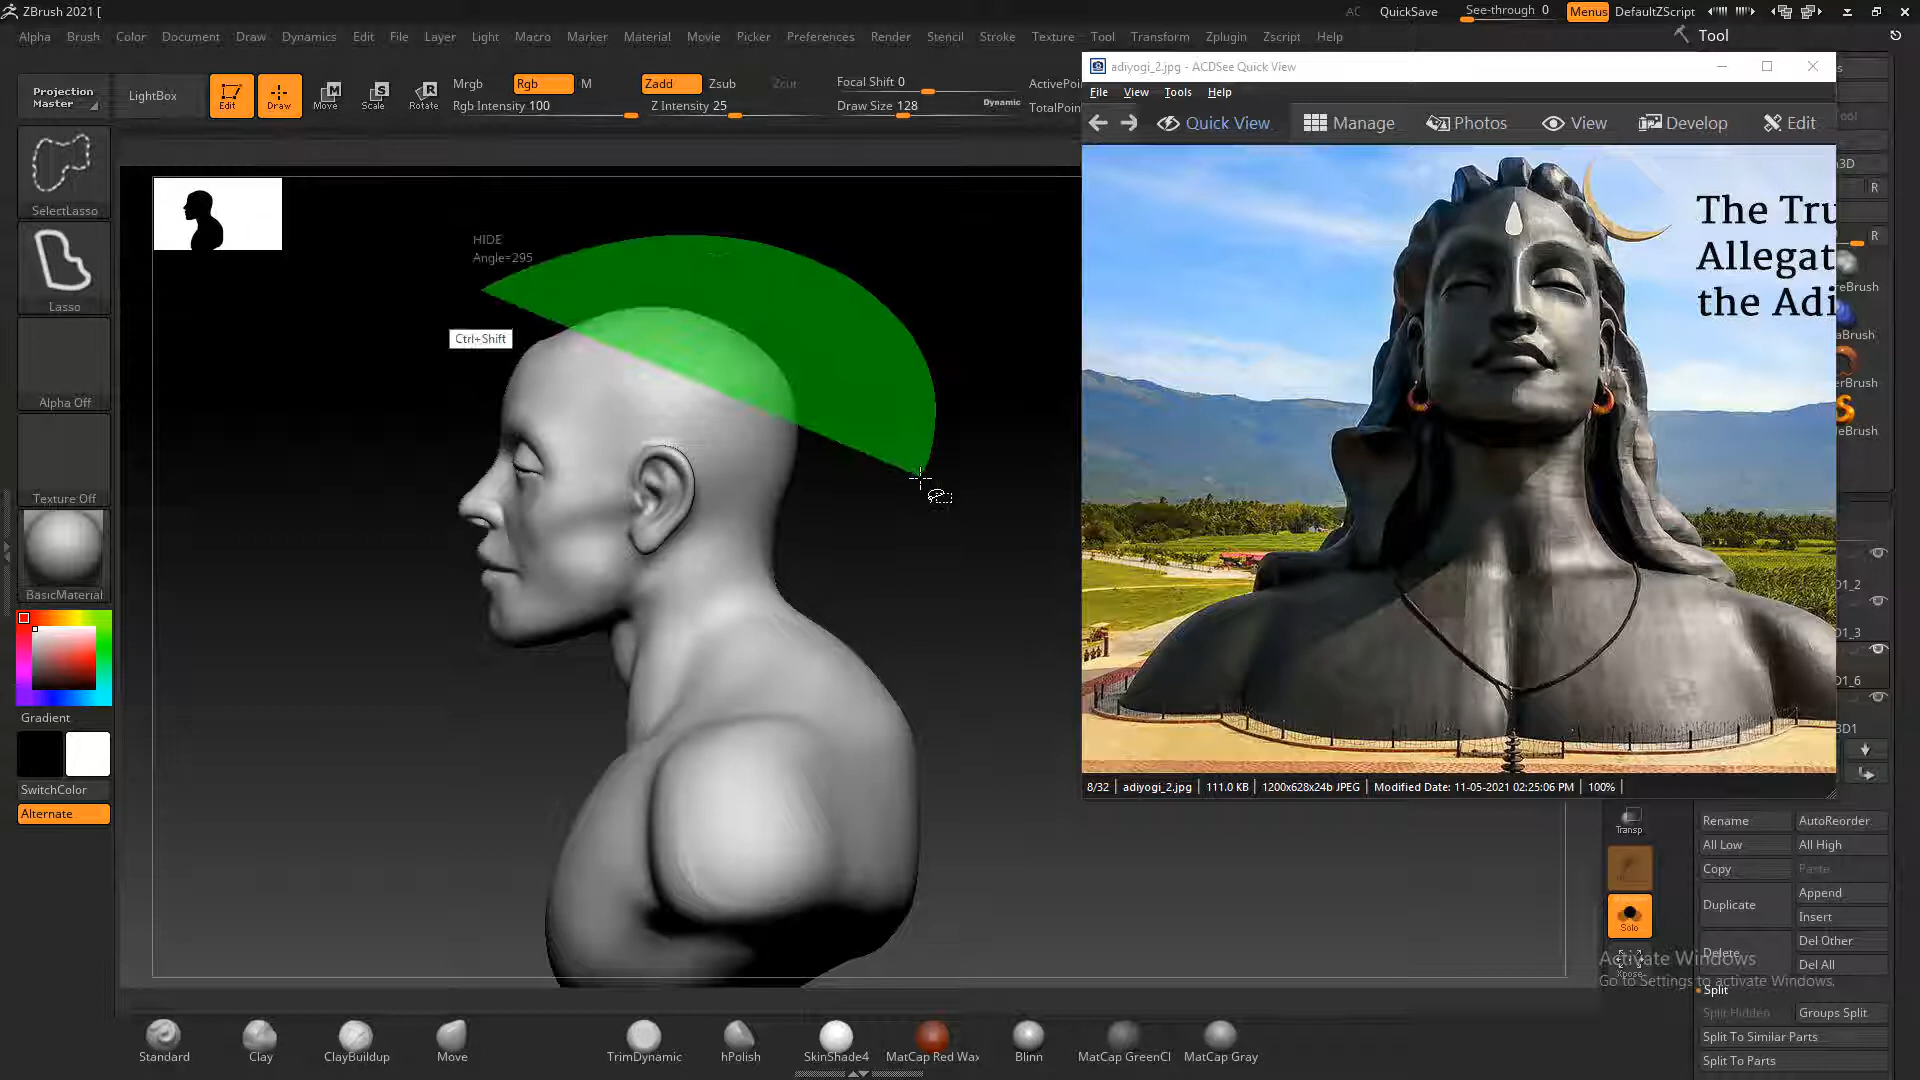 ZBrush 2021 [
AC QuickSave See-through 0 Menus DefaultZScript
Alpha Brush Color Document Draw Dynamics Edit File Layer Light Macro Marker Material Movie Picker Preferences Render Stencil Stroke Texture Tool Transform Zplugin Zscript Help
Tool
Projection Master
LightBox
Edit Draw Move Scale Rotate
Mrgb Rgb M Zadd Zsub Zcut Focal Shift 0
Rgb Intensity 100 Z Intensity 25 Draw Size 128 Dynamic
ActivePoi
TotalPoin
adiyogi_2.jpg - ACDSee Quick View
File View Tools Help
Quick View Manage Photos View Develop Edit
SelectLasso
Lasso
Alpha Off
Texture Off
BasicMaterial
Gradient
SwitchColor
Alternate
HIDE
Angle=295
Ctrl+Shift
The Tru
Allegat
the Adi
8/32 adiyogi_2.jpg 111.0 KB 1200x628x24b JPEG Modified Date: 11-05-2021 02:25:06 PM 100%
R
R
D1_2
D1_3
D1_6
3D1
Transp
Solo
Xpose
Rename AutoReorder
All Low All High
Copy Paste
Append
Duplicate
Insert
Del Other
Delete
Del All
Split
Split Hidden Groups Split
Split To Similar Parts
Split To Parts
Activate Windows
Go to Settings to activate Windows.
Standard Clay ClayBuildup Move TrimDynamic hPolish SkinShade4 MatCap Red Wax Blinn MatCap GreenCl MatCap Gray